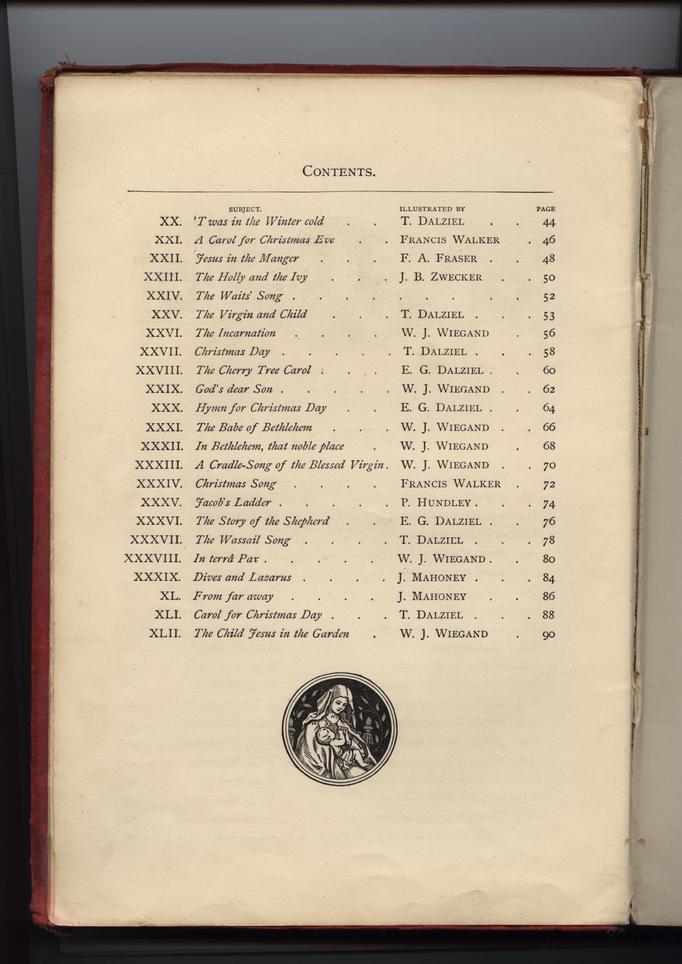 CONTENTS.
SUBJECT. ILLUSTRATED BY PAGE
XX. 'Twas in the Winter cold . . T. DALZIEL . . 44
XXI. A Carol for Christmas Eve . . FRANCIS WALKER . 46
XXII. Jesus in the Manger . . . F. A. FRASER . . 48
XXIII. The Holly and the Ivy . . . J. B. ZWECKER . . 50
XXIV. The Waits' Song . . . . . . . . . . 52
XXV. The Virgin and Child . . . T. DALZIEL . . . 53
XXVI. The Incarnation . . . . W. J. WIEGAND . . 56
XXVII. Christmas Day . . . . . T. DALZIEL . . . 58
XXVIII. The Cherry Tree Carol . . . E. G. DALZIEL . . 60
XXIX. God's dear Son . . . . . W. J. WIEGAND . . 62
XXX. Hymn for Christmas Day . . E. G. DALZIEL . . 64
XXXI. The Babe of Bethlehem . . . W. J. WIEGAND . . 66
XXXII. In Bethlehem, that noble place . W. J. WIEGAND . 68
XXXIII. A Cradle-Song of the Blessed Virgin . W. J. WIEGAND . . 70
XXXIV. Christmas Song . . . . FRANCIS WALKER . 72
XXXV. Jacob's Ladder . . . . . P. HUNDLEY . . . 74
XXXVI. The Story of the Shepherd . . E. G. DALZIEL . . 76
XXXVII. The Wassail Song . . . . T. DALZIEL . . . 78
XXXVIII. In terrâ Pax . . . . . W. J. WIEGAND . . 80
XXXIX. Dives and Lazarus . . . . J. MAHONEY . . . 84
XL. From far away . . . . J. MAHONEY . . 86
XLI. Carol for Christmas Day . . . T. DALZIEL . . . 88
XLII. The Child Jesus in the Garden . W. J. WIEGAND . 90